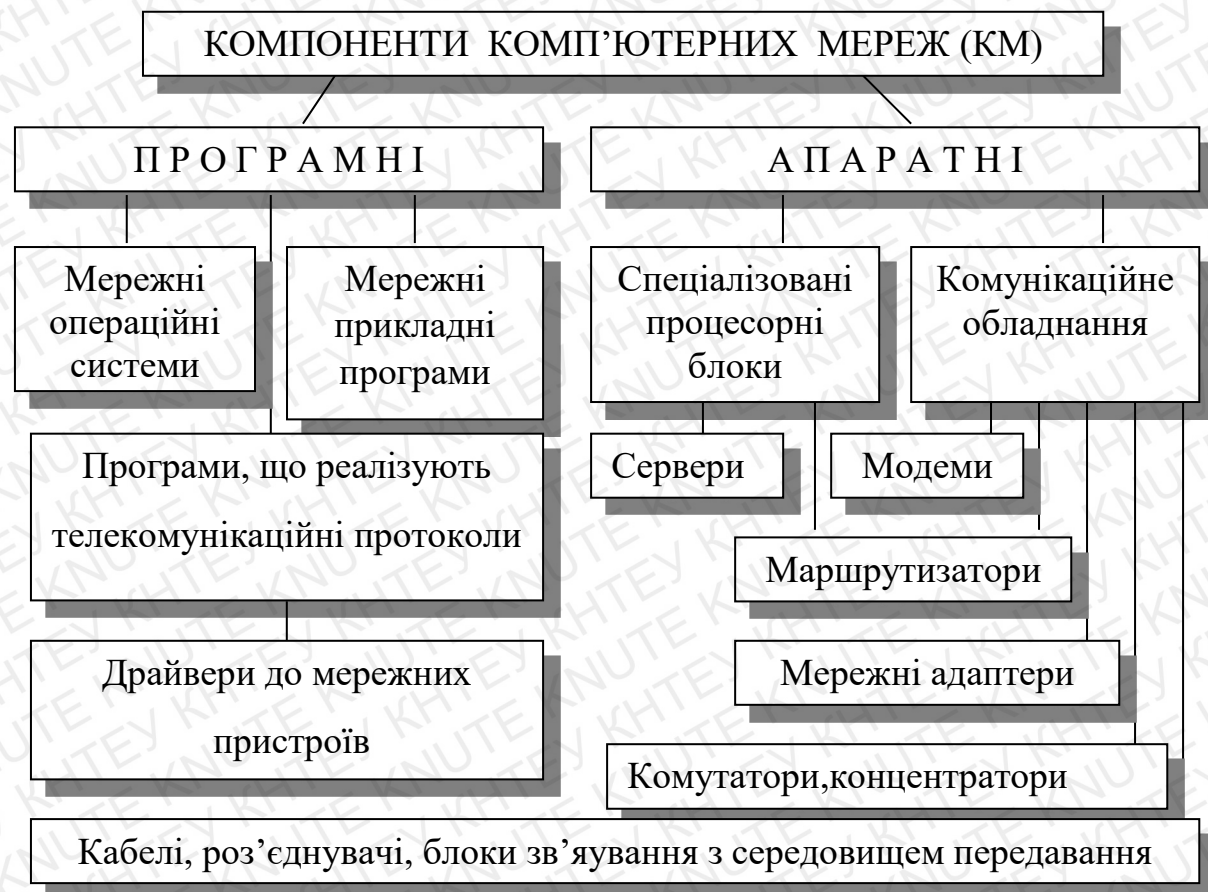 КОМПОНЕНТИ КОМП’ЮТЕРНИХ МЕРЕЖ (КМ)
П Р О Г Р А М Н І
А П А Р А Т Н І
Мережні
операційні
системи
Мережні
прикладні
програми
Спеціалізовані
процесорні
блоки
Комунікаційне
обладнання
Програми, що реалізують
телекомунікаційні протоколи
Сервери
Модеми
Маршрутизатори
Драйвери до мережних
пристроїв
Мережні адаптери
Комутатори,концентратори
Кабелі, роз’єднувачі, блоки зв’яування з середовищем передавання